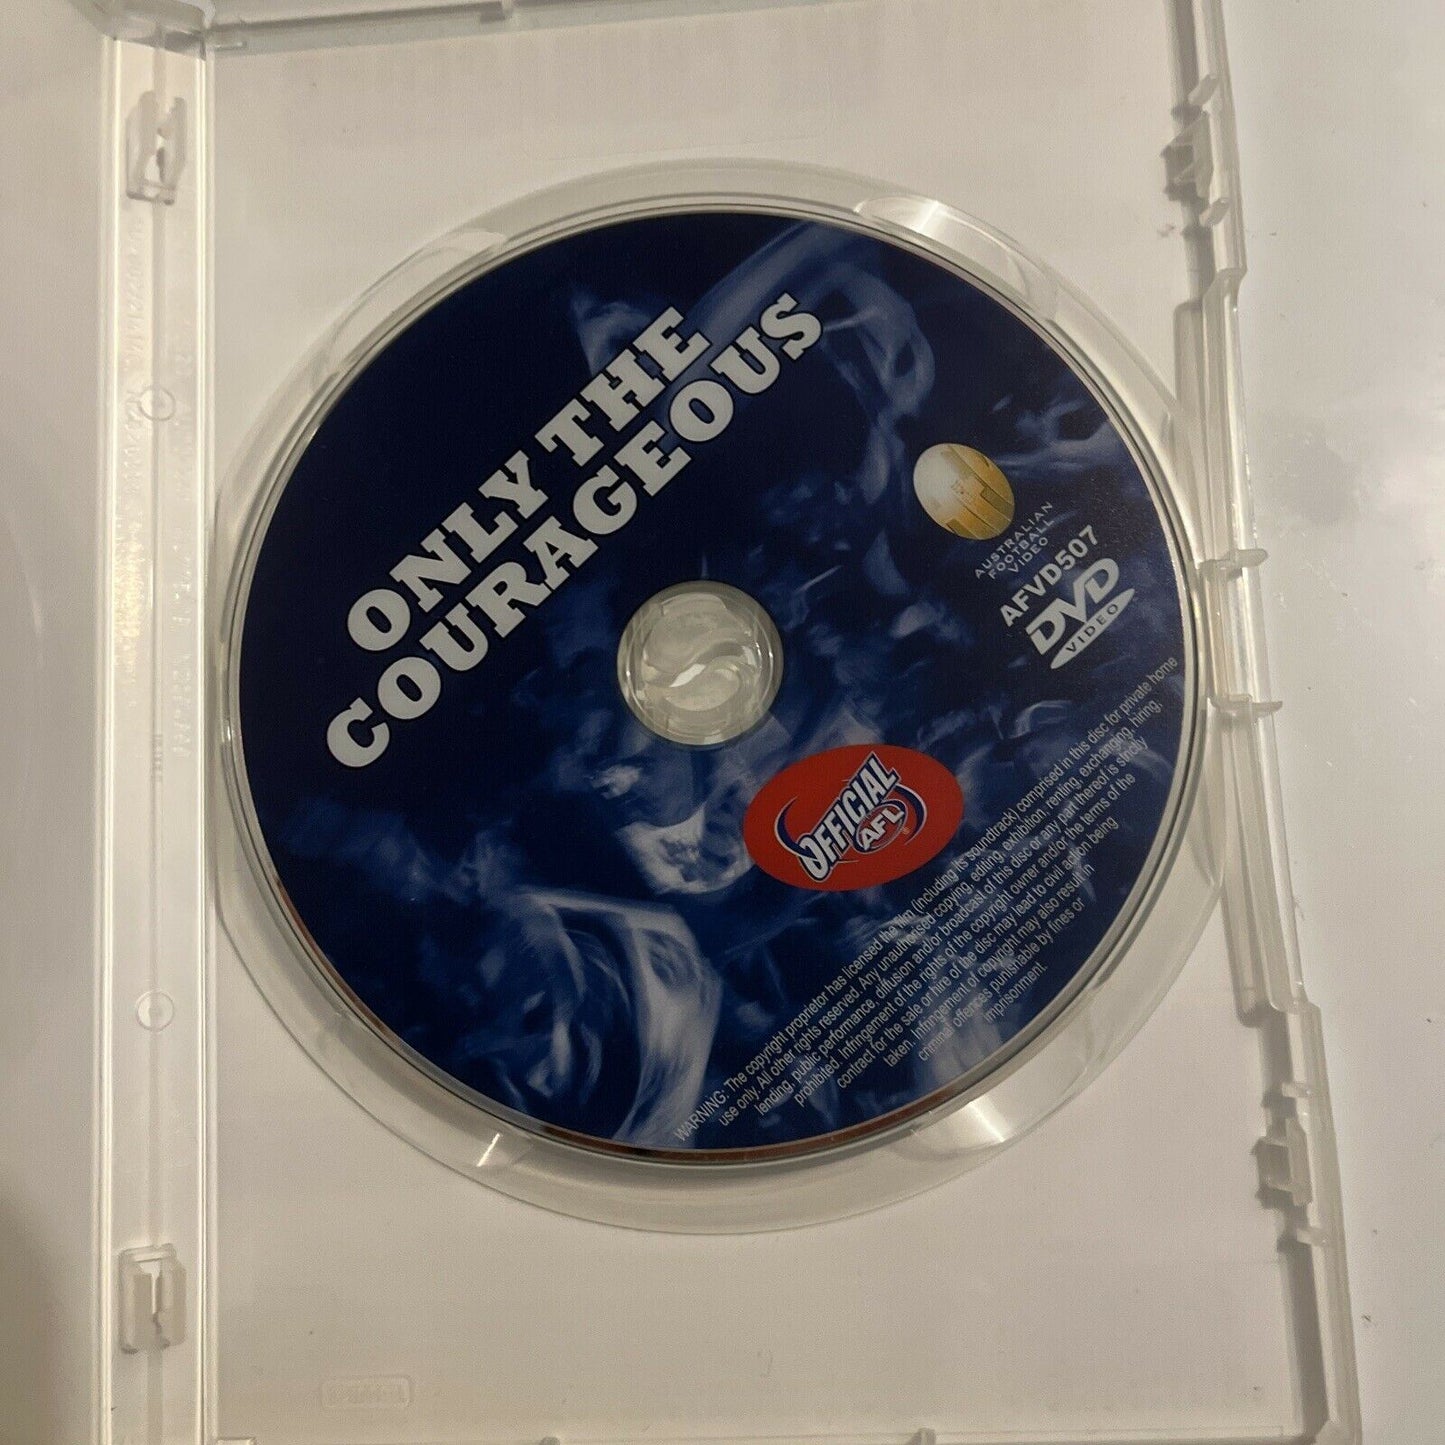 ONLY THE
COURAGEOUS
AUSTRALIAN
FOOTBALL
VIDEO
AFVD507
DVD
VIDEO
OFFICIAL
AFL
WARNING: The copyright proprietor has licensed the film (including its soundtrack) comprised in this disc for private home
use only. All other rights reserved. Any unauthorised copying, editing, exhibition, renting, exchanging, hiring,
lending, public performance, diffusion and/or broadcast of this disc or any part thereof is strictly
prohibited. Infringement of the rights of the copyright owner and/or the terms of the
contract for the sale or hire of the disc may lead to civil action being
taken. Infringement of copyright may also result in
criminal offences punishable by fines or
imprisonment.